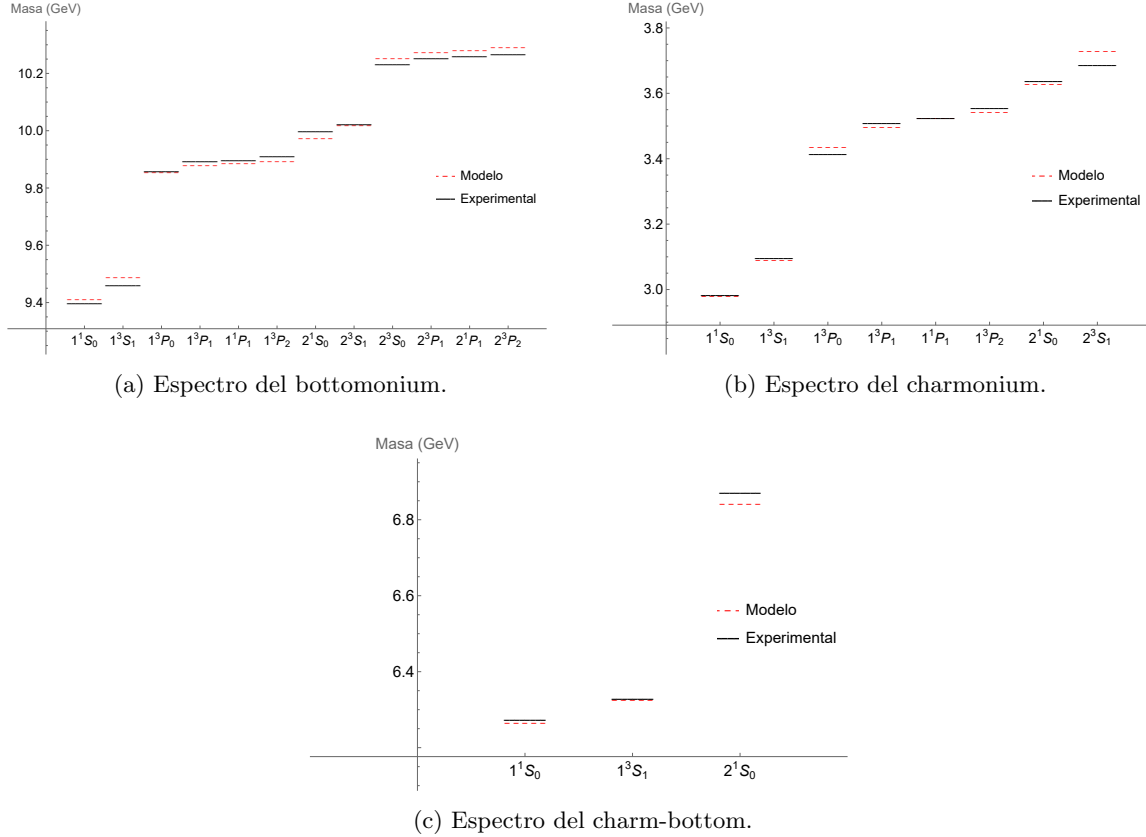 Masa (GeV)
10.2
10.0
9.8
9.6
9.4
Modelo
Experimental
1¹S₀ 1³S₁ 1³P₀ 1³P₁ 1¹P₁ 1³P₂ 2¹S₀ 2³S₁ 2³S₀ 2³P₁ 2¹P₁ 2³P₂
(a) Espectro del bottomonium.
Masa (GeV)
3.8
3.6
3.4
3.2
3.0
Modelo
Experimental
1¹S₀ 1³S₁ 1³P₀ 1³P₁ 1¹P₁ 1³P₂ 2¹S₀ 2³S₁
(b) Espectro del charmonium.
Masa (GeV)
6.8
6.6
6.4
Modelo
Experimental
1¹S₀ 1³S₁ 2¹S₀
(c) Espectro del charm-bottom.